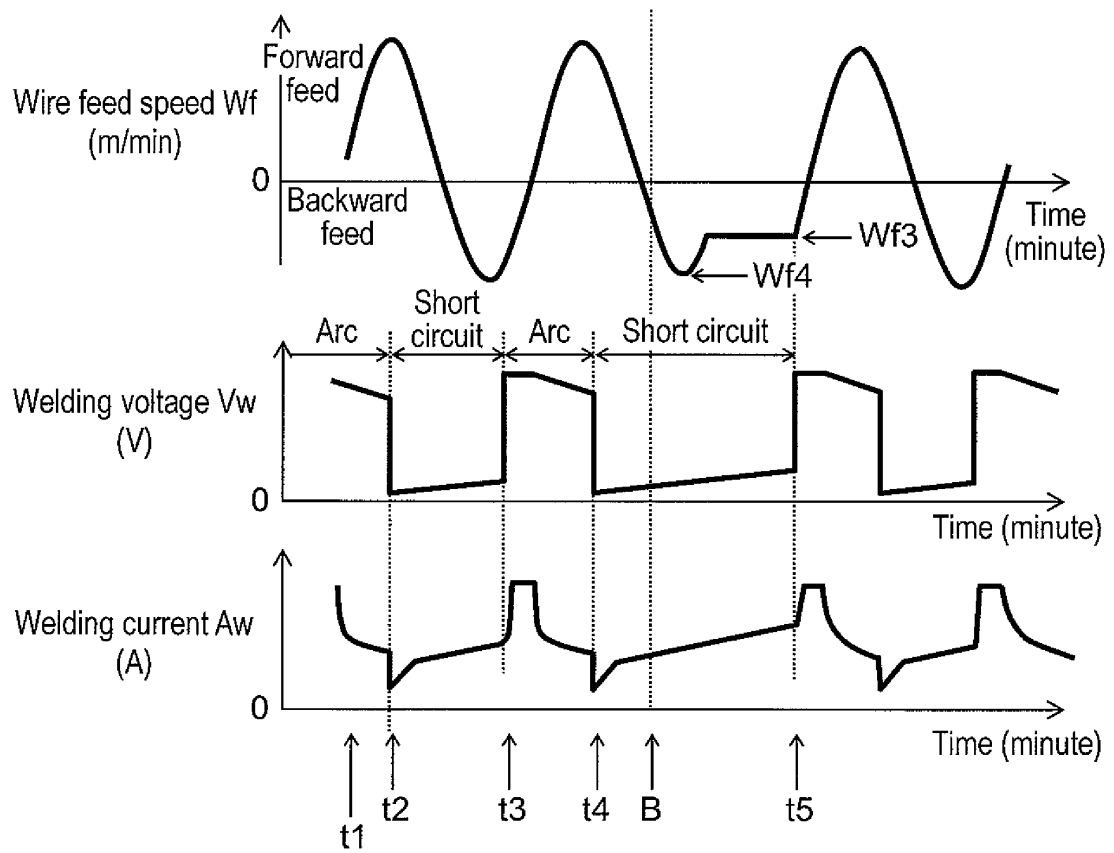 Forward
feed
Wire feed speed Wf
(m/min)
0
Backward
feed
Time
(minute)
Wf3
Wf4
Arc
Short
circuit
Arc
Short circuit
Welding voltage Vw
(V)
0
Time (minute)
Welding current Aw
(A)
0
Time (minute)
t1
t2
t3
t4
B
t5